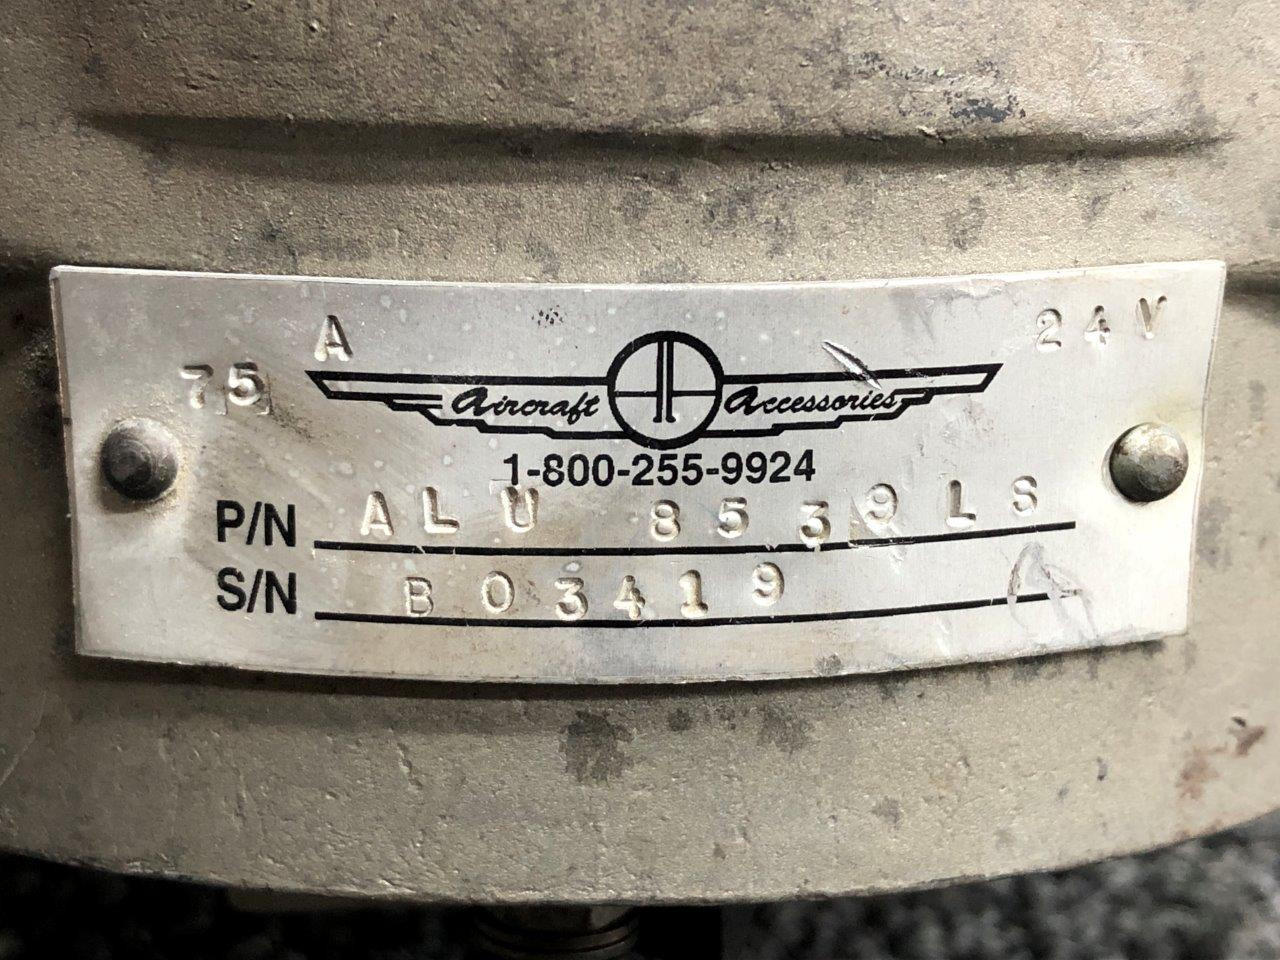 75 A 24V
Aircraft Accessories
1-800-255-9924
P/N ALU 8539LS
S/N B03419